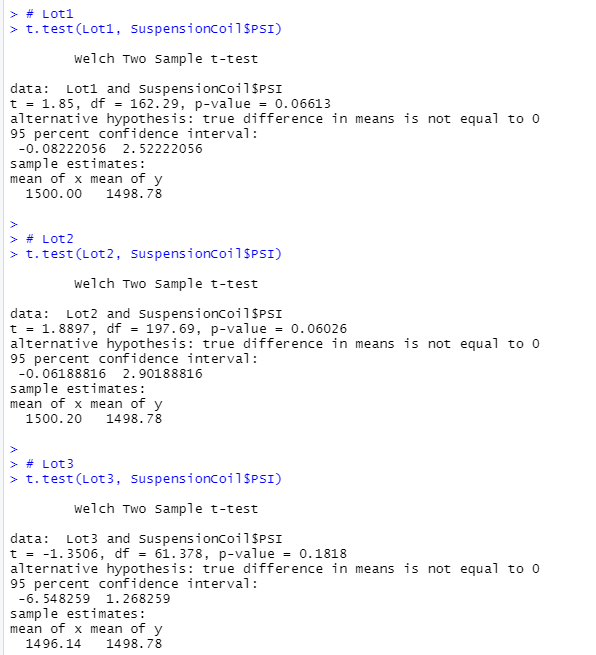 > # Lot1
> t.test(Lot1, SuspensionCoil$PSI)
Welch Two Sample t-test
data:  Lot1 and SuspensionCoil$PSI
t = 1.85, df = 162.29, p-value = 0.06613
alternative hypothesis: true difference in means is not equal to 0
95 percent confidence interval:
-0.08222056  2.52222056
sample estimates:
mean of x mean of y
1500.00   1498.78
>
> # Lot2
> t.test(Lot2, SuspensionCoil$PSI)
Welch Two Sample t-test
data:  Lot2 and SuspensionCoil$PSI
t = 1.8897, df = 197.69, p-value = 0.06026
alternative hypothesis: true difference in means is not equal to 0
95 percent confidence interval:
-0.06188816  2.90188816
sample estimates:
mean of x mean of y
1500.20   1498.78
>
> # Lot3
> t.test(Lot3, SuspensionCoil$PSI)
Welch Two Sample t-test
data:  Lot3 and SuspensionCoil$PSI
t = -1.3506, df = 61.378, p-value = 0.1818
alternative hypothesis: true difference in means is not equal to 0
95 percent confidence interval:
-6.548259  1.268259
sample estimates:
mean of x mean of y
1496.14   1498.78